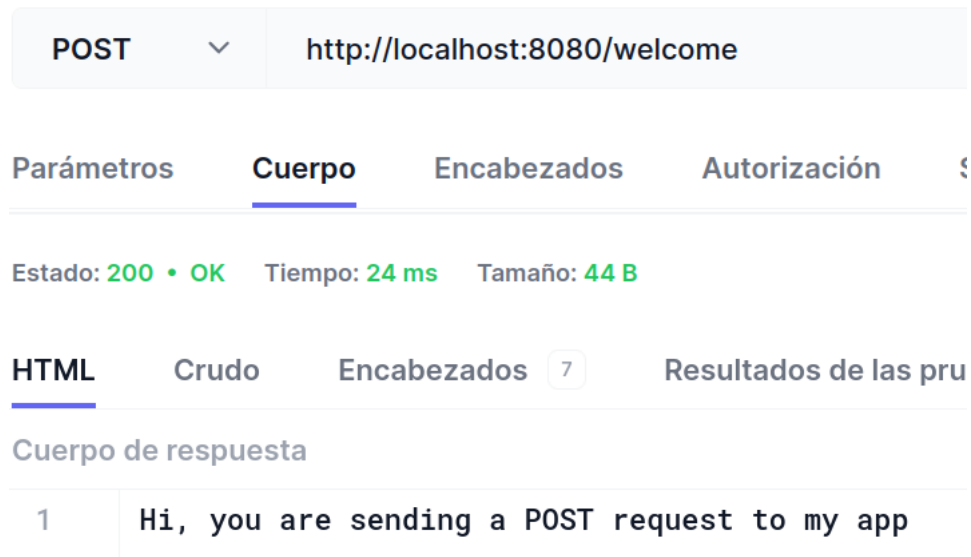 POST http://localhost:8080/welcome
Parámetros Cuerpo Encabezados Autorización
Estado: 200 • OK Tiempo: 24 ms Tamaño: 44 B
HTML Crudo Encabezados 7 Resultados de las pru
Cuerpo de respuesta
1 Hi, you are sending a POST request to my app